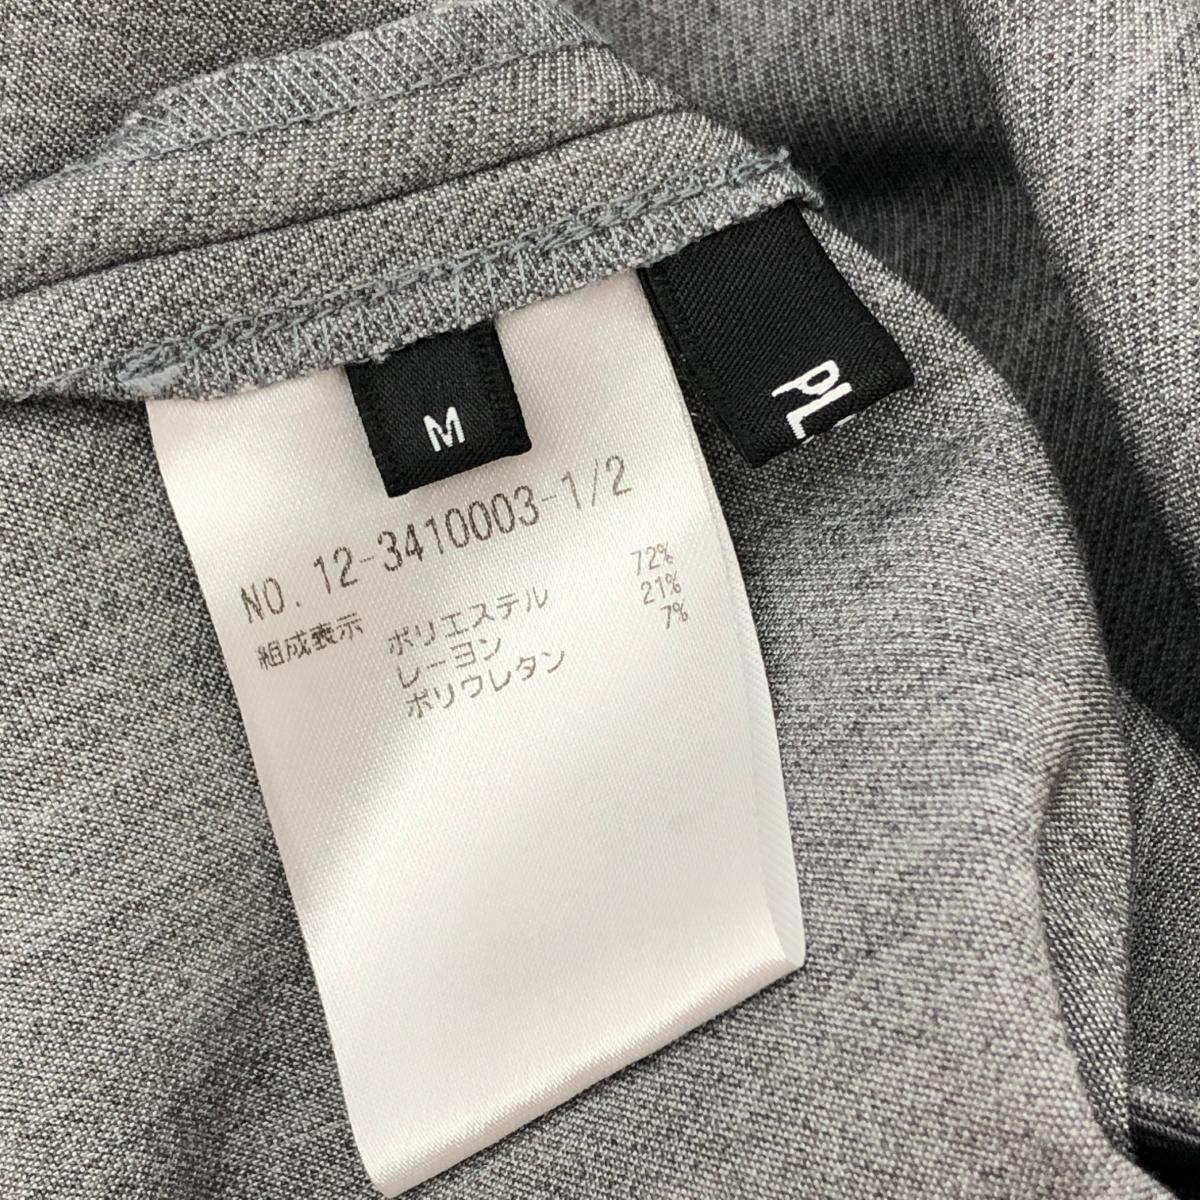 M
PL
NO. 12-3410003-1/2
組成表示 ポリエステル 72%
レーヨン 21%
ポリウレタン 7%